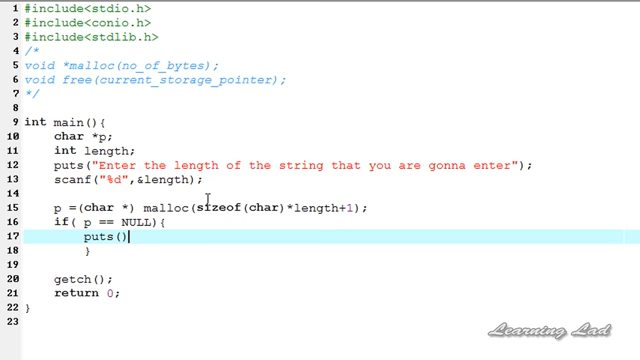 1 #include<stdio.h>
2 #include<conio.h>
3 #include<stdlib.h>
4 /*
5 void *malloc(no_of_bytes);
6 void free(current_storage_pointer);
7 */
8
9 int main(){
10 char *p;
11 int length;
12 puts("Enter the length of the string that you are gonna enter");
13 scanf("%d",&length);
14
15 p =(char *) malloc(sizeof(char)*length+1);
16 if( p == NULL){
17 puts()
18 }
19
20 getch();
21 return 0;
22 }
23
Learning Lad